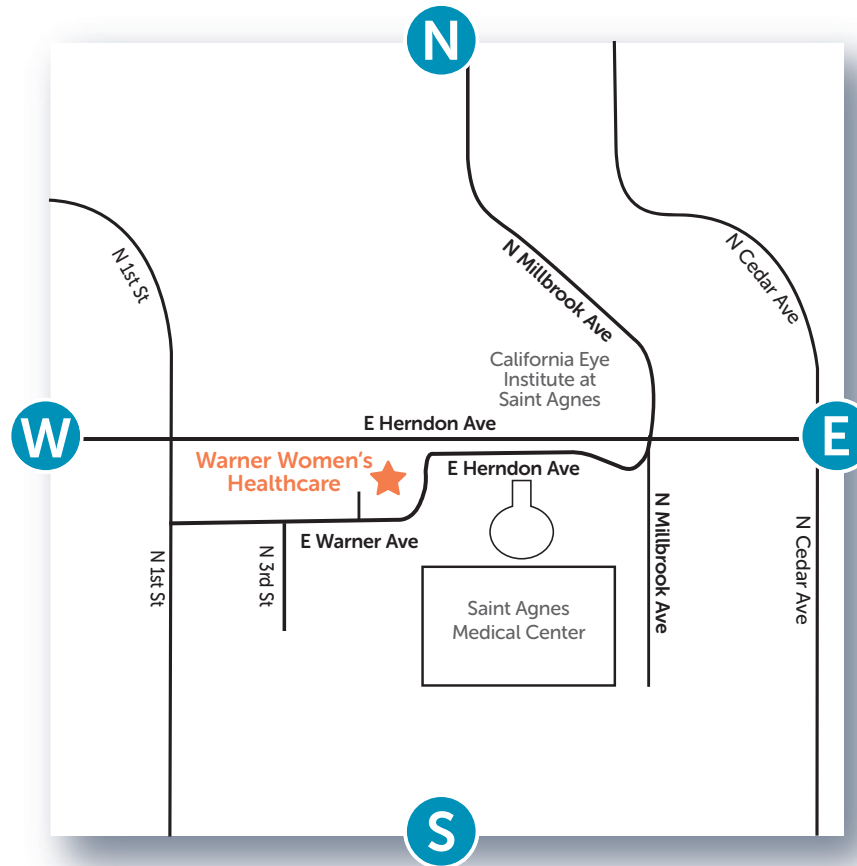 N
N 1st St
N Millbrook Ave
N Cedar Ave
California Eye
Institute at
Saint Agnes
W
E Herndon Ave
E
Warner Women's
Healthcare
E Herndon Ave
E Warner Ave
N 1st St
N 3rd St
N Millbrook Ave
N Cedar Ave
Saint Agnes
Medical Center
S